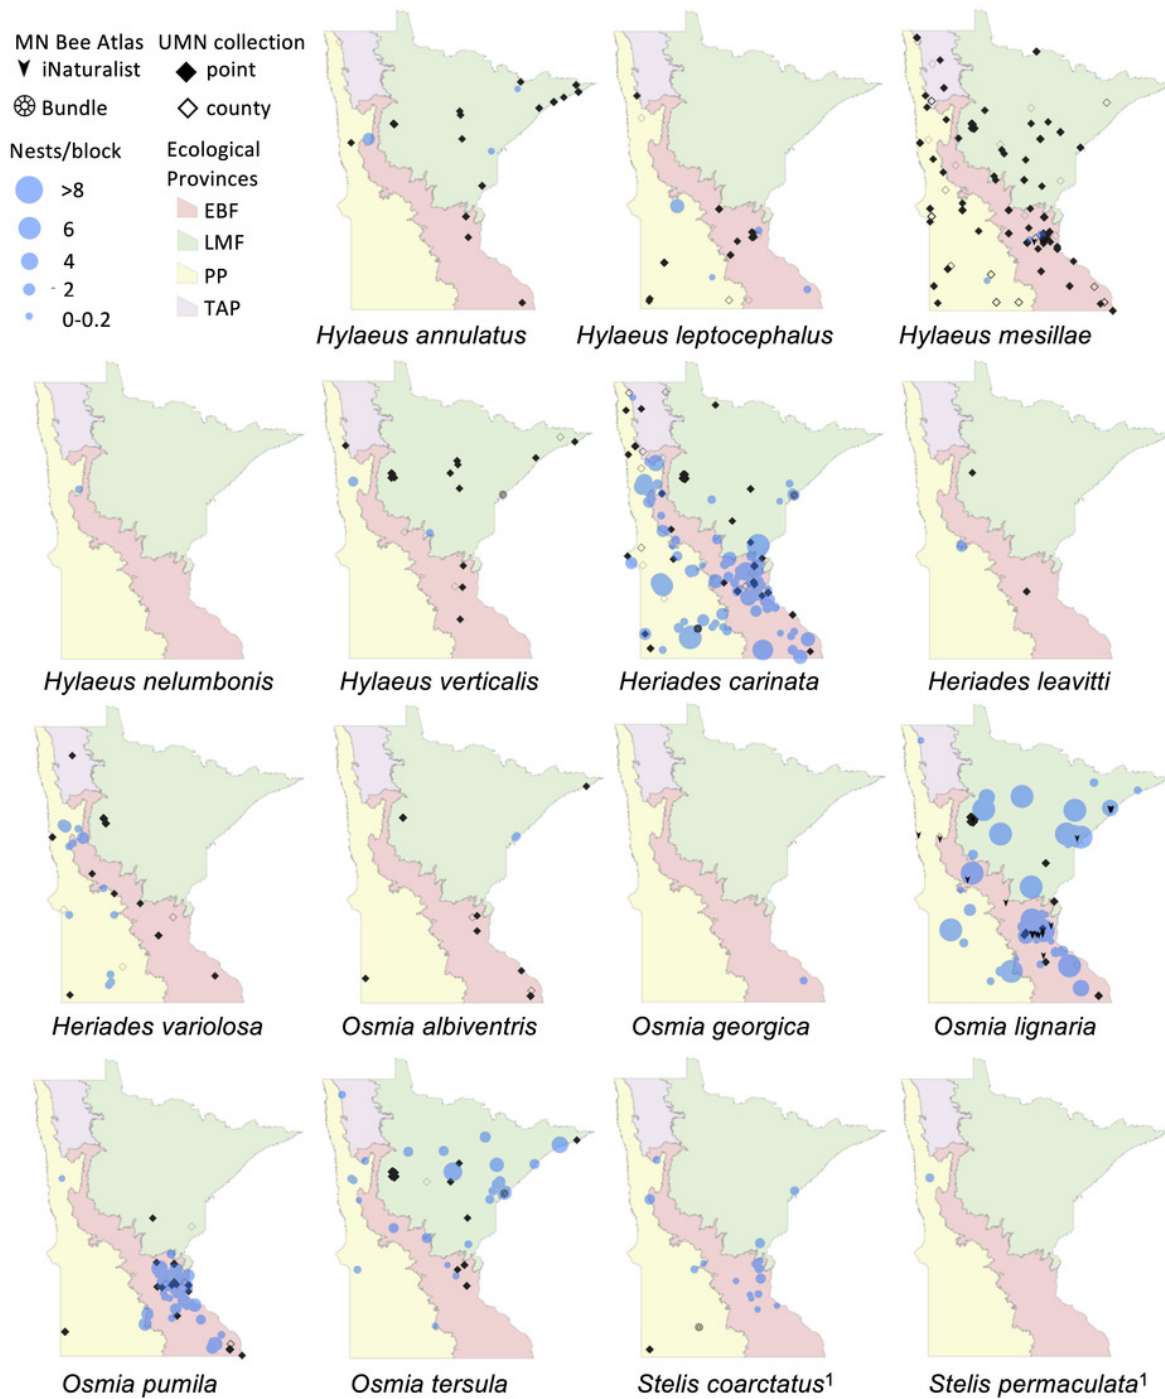 MN Bee Atlas UMN collection
iNaturalist point
Bundle county
Nests/block Ecological Provinces
>8 EBF
6 LMF
4 PP
2 TAP
0-0.2
Hylaeus annulatus Hylaeus leptocephalus Hylaeus mesillae
Hylaeus nelumbonis Hylaeus verticalis Heriades carinata Heriades leavitti
Heriades variolosa Osmia albiventris Osmia georgica Osmia lignaria
Osmia pumila Osmia tersula Stelis coarctatus¹ Stelis permaculata¹